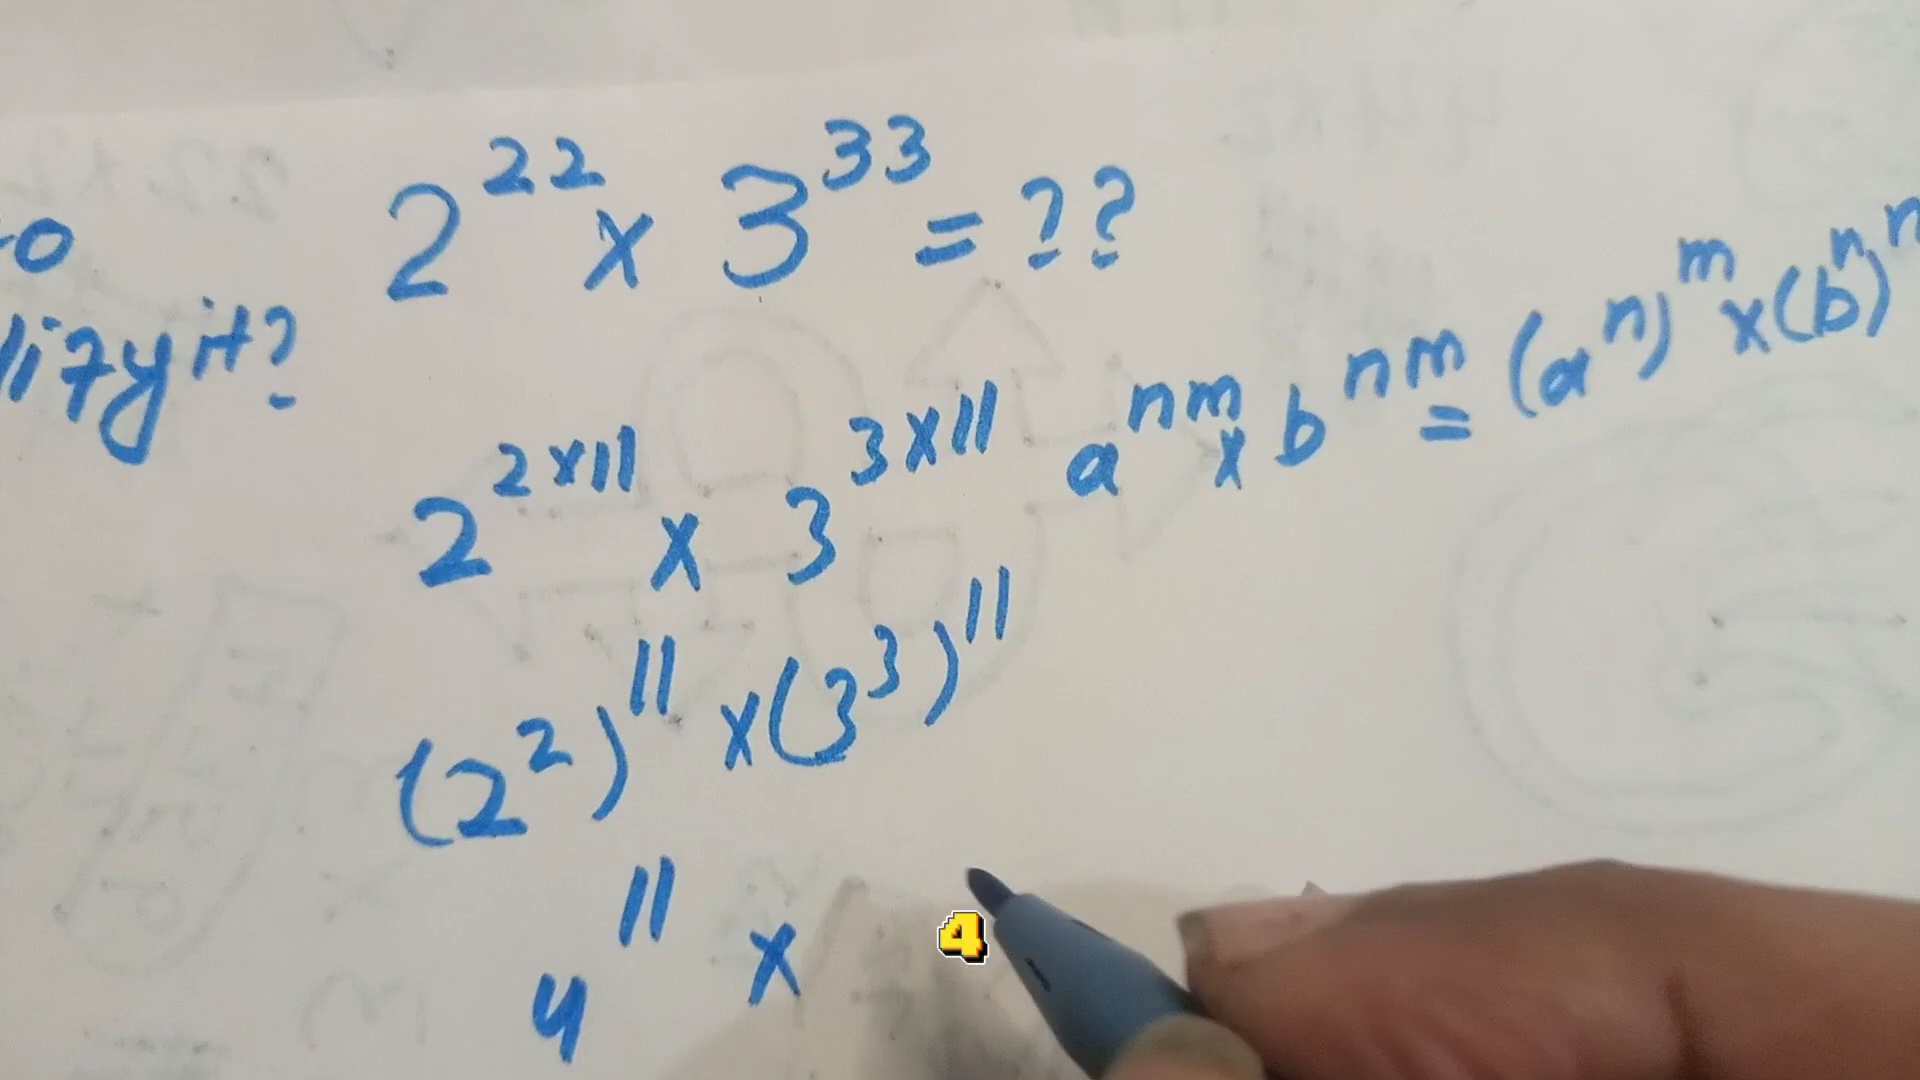 2^22 x 3^33 = ??
it?
2^2x11 x 3^3x11
a^nm x b^nm = (a^n)^m x (b^n)^n
(2^2)^11 x (3^3)^11
4^11 x
4